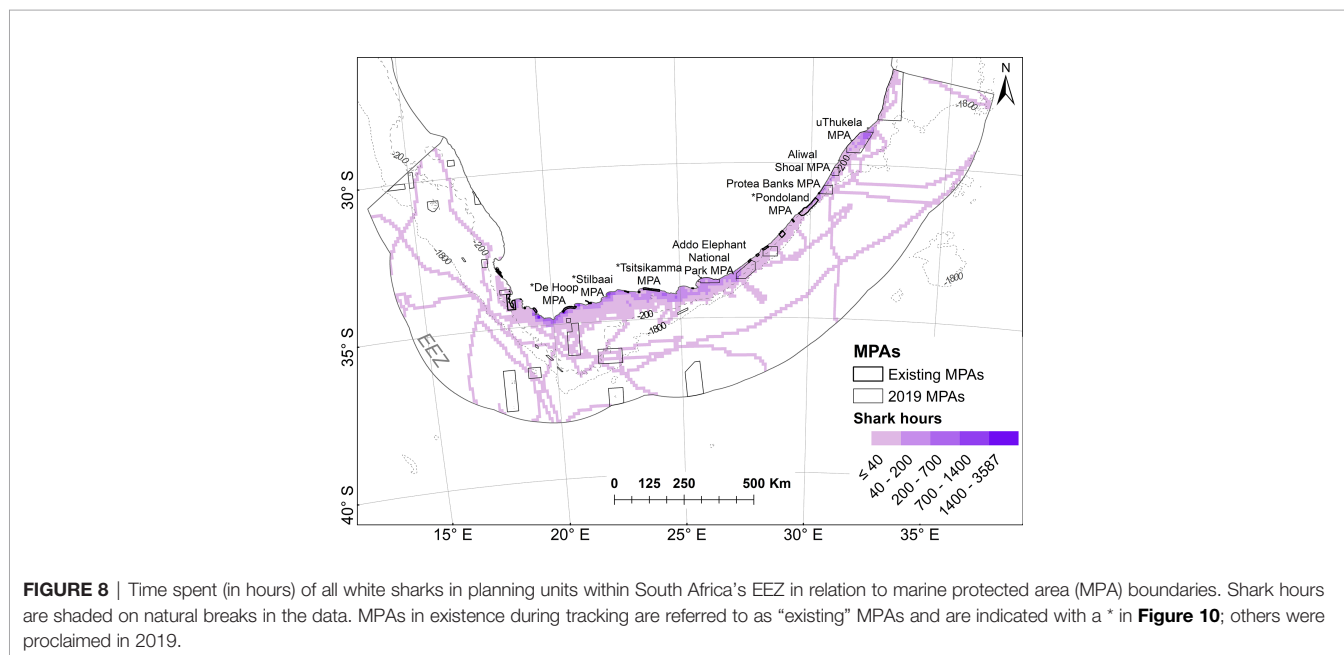 N
uThukela
MPA
Aliwal
Shoal MPA
Protea Banks MPA
*Pondoland
MPA
Addo Elephant
National
Park MPA
*Tsitsikamma
MPA
*Stilbaai
MPA
*De Hoop
MPA
-200
-1800
-200
-200
-1800
-200
-1800
-1800
EEZ
30° S
35° S
40° S
15° E
20° E
25° E
30° E
35° E
MPAs
Existing MPAs
2019 MPAs
Shark hours
≤ 40
40 - 200
200 - 700
700 - 1400
1400 - 3587
0 125 250 500 Km
FIGURE 8 | Time spent (in hours) of all white sharks in planning units within South Africa's EEZ in relation to marine protected area (MPA) boundaries. Shark hours
are shaded on natural breaks in the data. MPAs in existence during tracking are referred to as “existing” MPAs and are indicated with a * in Figure 10; others were
proclaimed in 2019.